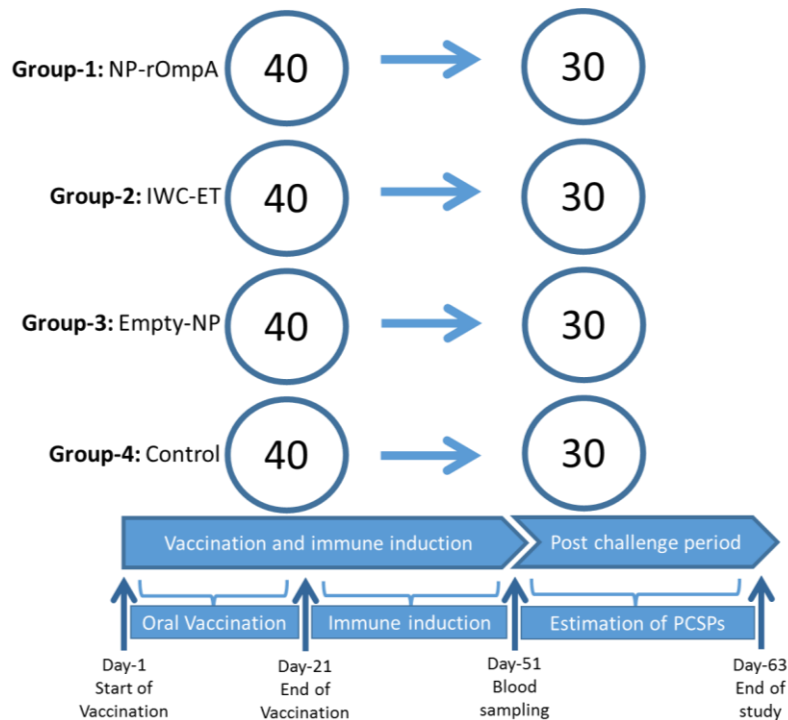 Group-1: NP-rOmpA 40 30
Group-2: IWC-ET 40 30
Group-3: Empty-NP 40 30
Group-4: Control 40 30
Vaccination and immune induction
Post challenge period
Oral Vaccination
Immune induction
Estimation of PCSPs
Day-1
Start of
Vaccination
Day-21
End of
Vaccination
Day-51
Blood
sampling
Day-63
End of
study